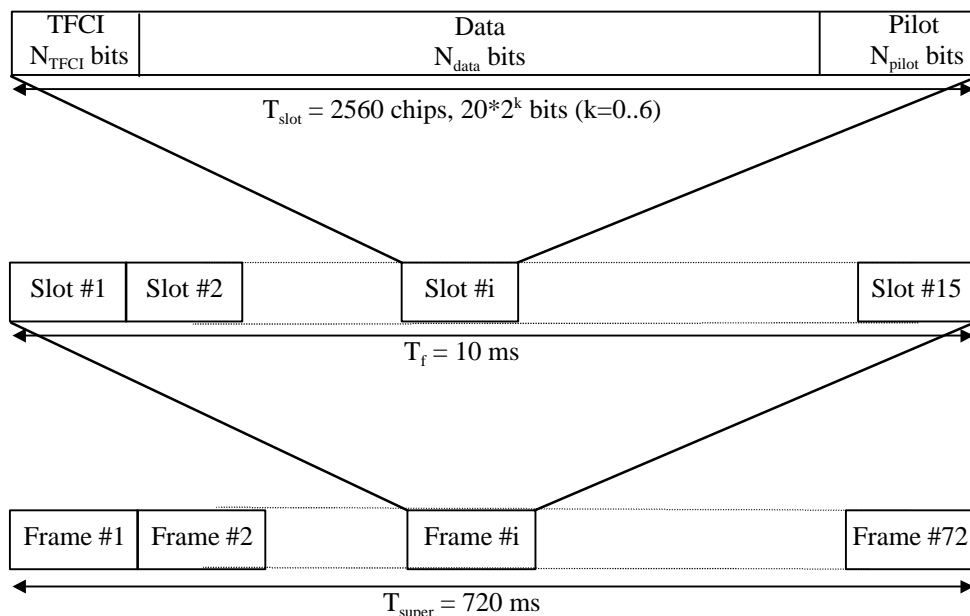 TFCI Data Pilot
N_TFCI bits N_data bits N_pilot bits
T_slot = 2560 chips, 20*2^k bits (k=0..6)
Slot #1 Slot #2 Slot #i Slot #15
T_f = 10 ms
Frame #1 Frame #2 Frame #i Frame #72
T_super = 720 ms